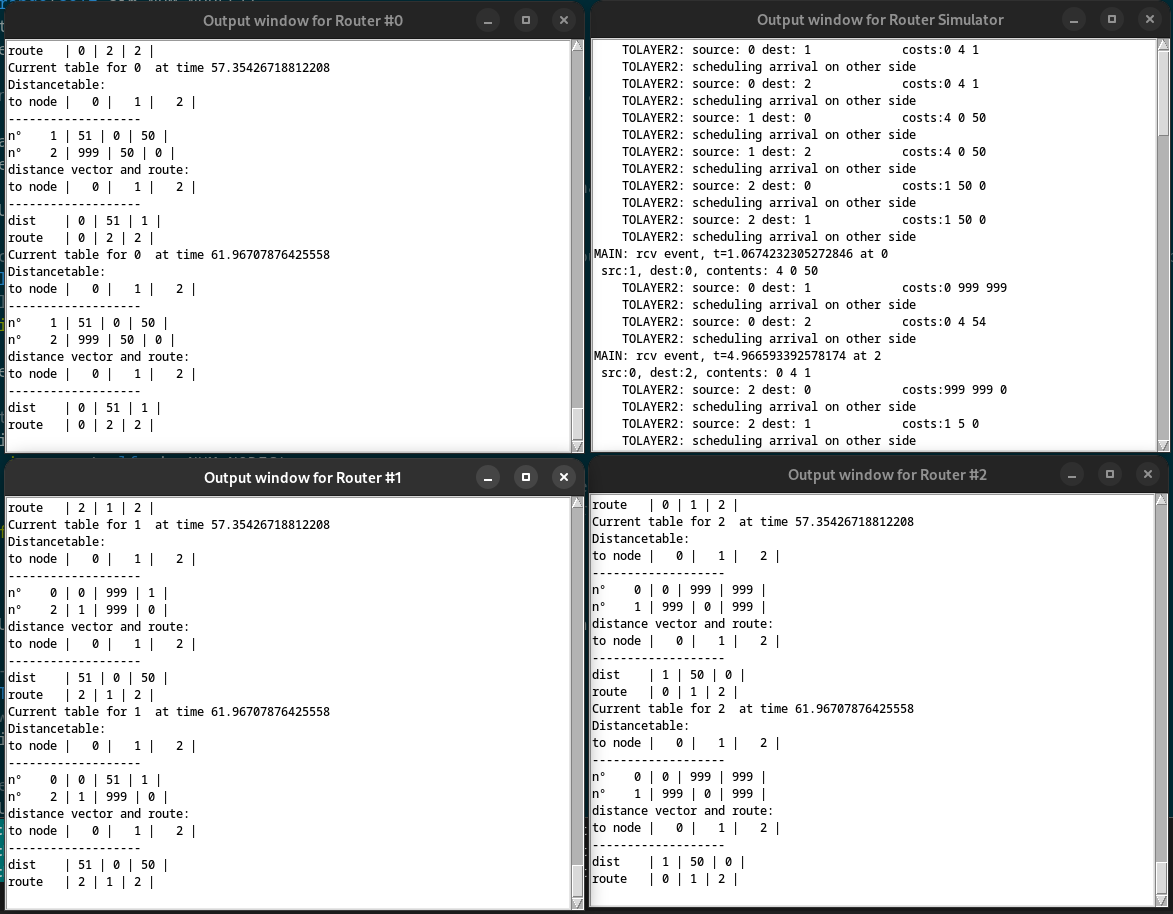 Output window for Router #0
route   | 0 | 2 | 2 |
Current table for 0  at time 57.35426718812208
Distancetable:
to node |   0 |    1 |    2 |
-------------------
n°    1 | 51 | 0 | 50 |
n°    2 | 999 | 50 | 0 |
distance vector and route:
to node |   0 |    1 |    2 |
-------------------
dist    | 0 | 51 | 1 |
route   | 0 | 2 | 2 |
Current table for 0  at time 61.96707876425558
Distancetable:
to node |   0 |    1 |    2 |
-------------------
n°    1 | 51 | 0 | 50 |
n°    2 | 999 | 50 | 0 |
distance vector and route:
to node |   0 |    1 |    2 |
-------------------
dist    | 0 | 51 | 1 |
route   | 0 | 2 | 2 |
Output window for Router Simulator
TOLAYER2: source: 0 dest: 1             costs:0 4 1
TOLAYER2: scheduling arrival on other side
TOLAYER2: source: 0 dest: 2             costs:0 4 1
TOLAYER2: scheduling arrival on other side
TOLAYER2: source: 1 dest: 0             costs:4 0 50
TOLAYER2: scheduling arrival on other side
TOLAYER2: source: 1 dest: 2             costs:4 0 50
TOLAYER2: scheduling arrival on other side
TOLAYER2: source: 2 dest: 0             costs:1 50 0
TOLAYER2: scheduling arrival on other side
TOLAYER2: source: 2 dest: 1             costs:1 50 0
TOLAYER2: scheduling arrival on other side
MAIN: rcv event, t=1.0674232305272846 at 0
src:1, dest:0, contents: 4 0 50
TOLAYER2: source: 0 dest: 1             costs:0 999 999
TOLAYER2: scheduling arrival on other side
TOLAYER2: source: 0 dest: 2             costs:0 4 54
TOLAYER2: scheduling arrival on other side
MAIN: rcv event, t=4.966593392578174 at 2
src:0, dest:2, contents: 0 4 1
TOLAYER2: source: 2 dest: 0             costs:999 999 0
TOLAYER2: scheduling arrival on other side
TOLAYER2: source: 2 dest: 1             costs:1 5 0
TOLAYER2: scheduling arrival on other side
Output window for Router #1
route   | 2 | 1 | 2 |
Current table for 1  at time 57.35426718812208
Distancetable:
to node |   0 |    1 |    2 |
-------------------
n°    0 | 0 | 999 | 1 |
n°    2 | 1 | 999 | 0 |
distance vector and route:
to node |   0 |    1 |    2 |
-------------------
dist    | 51 | 0 | 50 |
route   | 2 | 1 | 2 |
Current table for 1  at time 61.96707876425558
Distancetable:
to node |   0 |    1 |    2 |
-------------------
n°    0 | 0 | 51 | 1 |
n°    2 | 1 | 999 | 0 |
distance vector and route:
to node |   0 |    1 |    2 |
-------------------
dist    | 51 | 0 | 50 |
route   | 2 | 1 | 2 |
Output window for Router #2
route   | 0 | 1 | 2 |
Current table for 2  at time 57.35426718812208
Distancetable:
to node |   0 |    1 |    2 |
-------------------
n°    0 | 0 | 999 | 999 |
n°    1 | 999 | 0 | 999 |
distance vector and route:
to node |   0 |    1 |    2 |
-------------------
dist    | 1 | 50 | 0 |
route   | 0 | 1 | 2 |
Current table for 2  at time 61.96707876425558
Distancetable:
to node |   0 |    1 |    2 |
-------------------
n°    0 | 0 | 999 | 999 |
n°    1 | 999 | 0 | 999 |
distance vector and route:
to node |   0 |    1 |    2 |
-------------------
dist    | 1 | 50 | 0 |
route   | 0 | 1 | 2 |